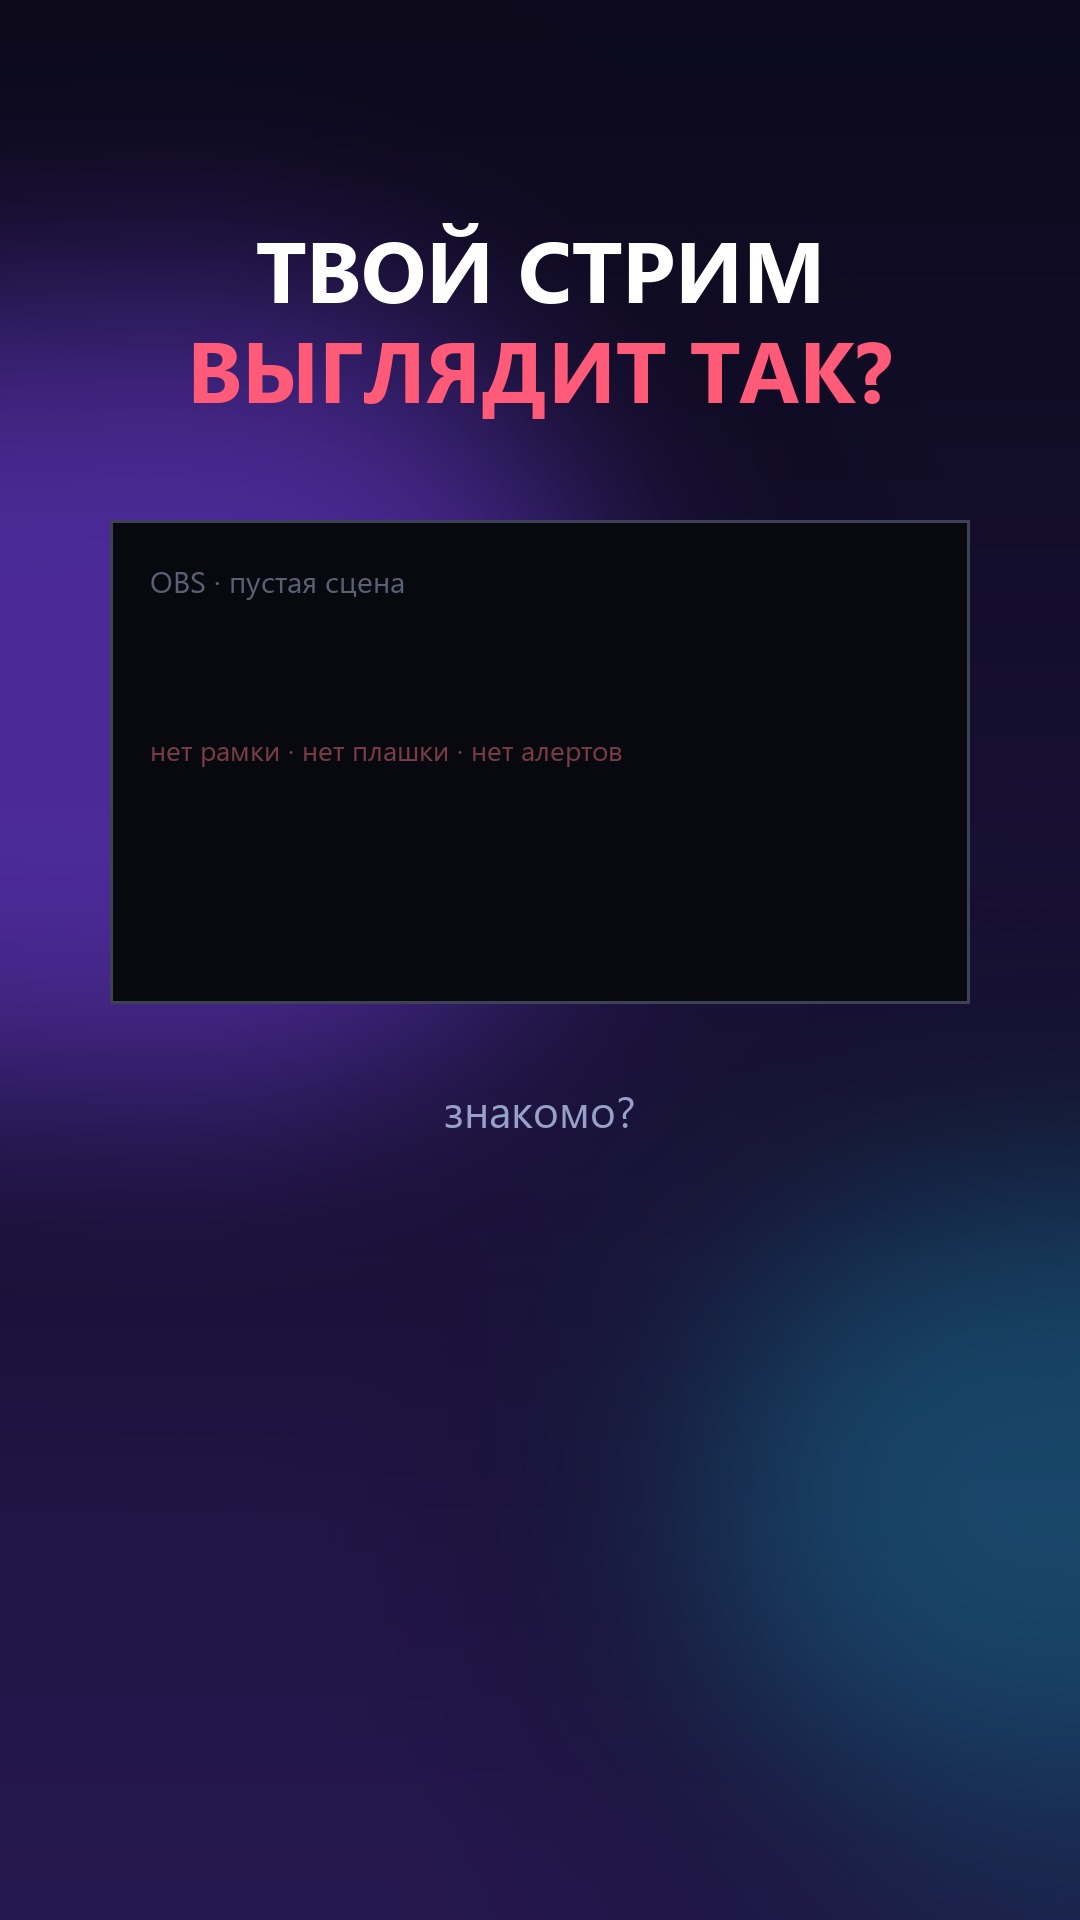 ТВОЙ СТРИМ
ВЫГЛЯДИТ ТАК?
OBS · пустая сцена
нет рамки · нет плашки · нет алертов
знакомо?